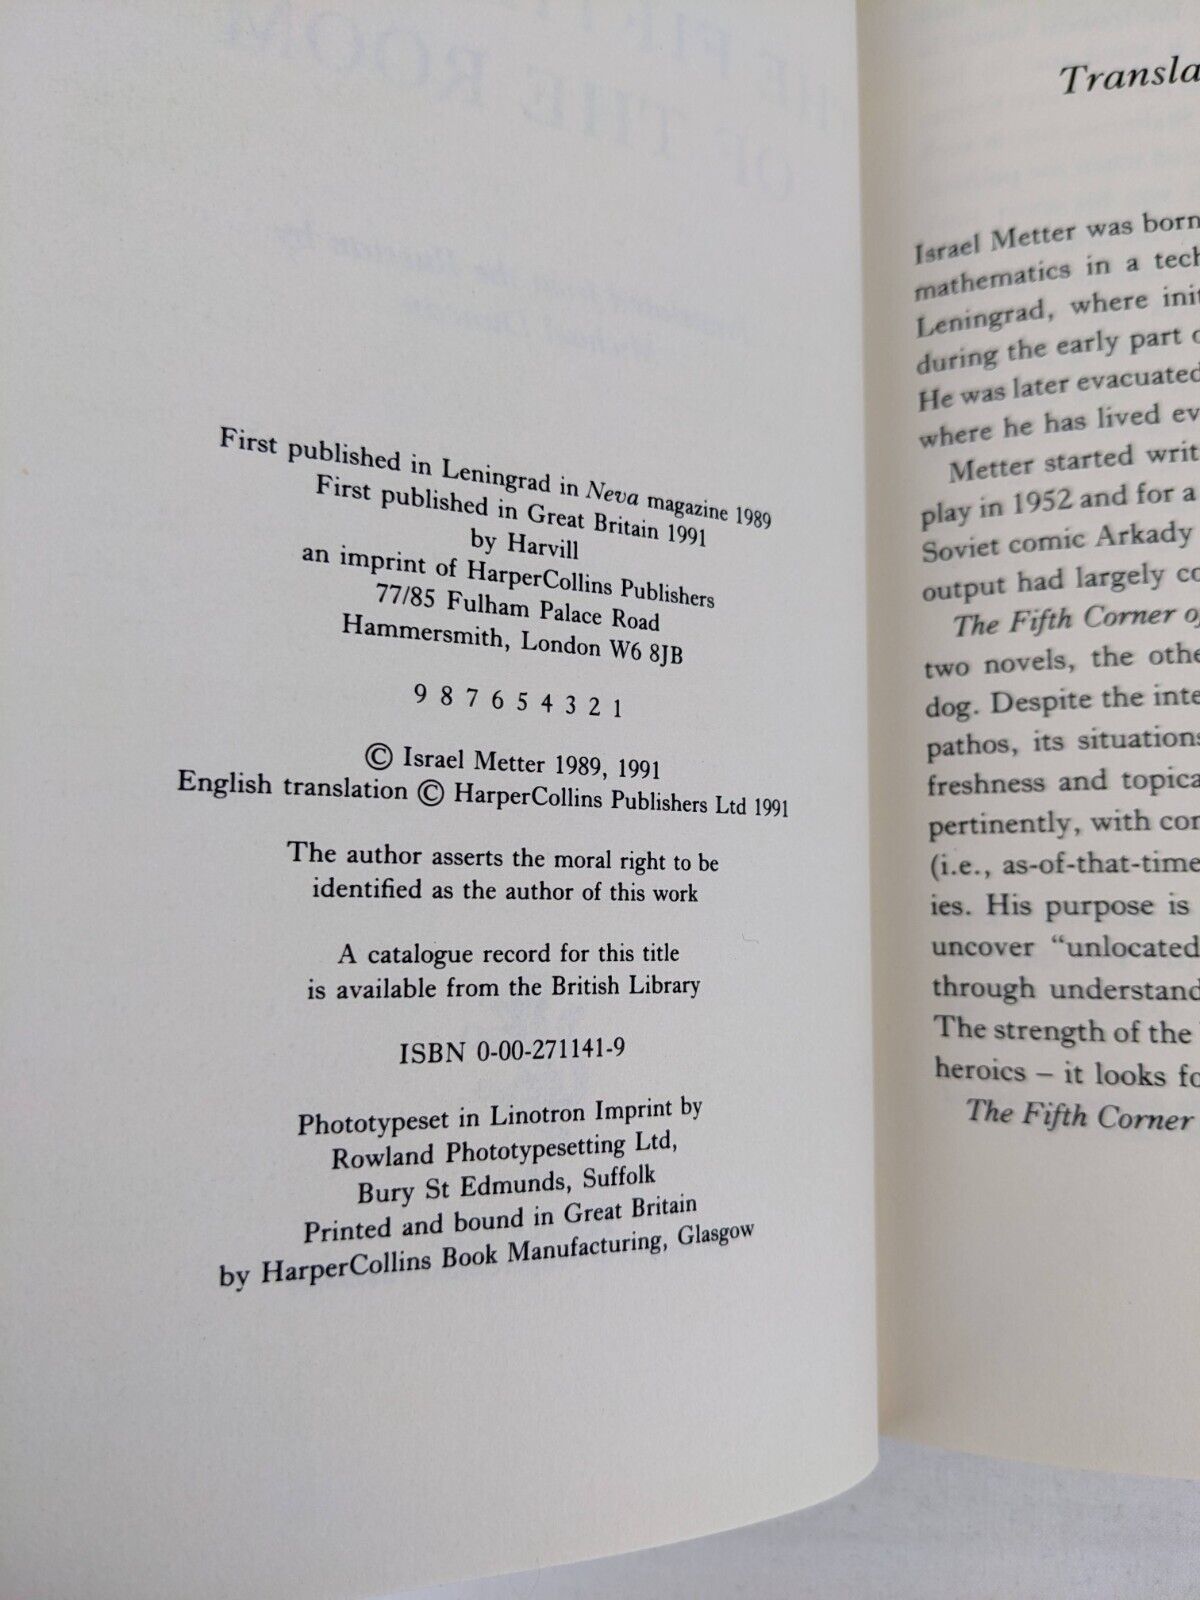 First published in Leningrad in Neva magazine 1989
First published in Great Britain 1991
by Harvill
an imprint of HarperCollins Publishers
77/85 Fulham Palace Road
Hammersmith, London W6 8JB
9 8 7 6 5 4 3 2 1
© Israel Metter 1989, 1991
English translation © HarperCollins Publishers Ltd 1991
The author asserts the moral right to be
identified as the author of this work
A catalogue record for this title
is available from the British Library
ISBN 0-00-271141-9
Phototypeset in Linotron Imprint by
Rowland Phototypesetting Ltd,
Bury St Edmunds, Suffolk
Printed and bound in Great Britain
by HarperCollins Book Manufacturing, Glasgow
Transla
Israel Metter was born
mathematics in a tech
Leningrad, where init
during the early part o
He was later evacuated
where he has lived ev
Metter started writ
play in 1952 and for a
Soviet comic Arkady
output had largely co
The Fifth Corner of
two novels, the othe
dog. Despite the inte
pathos, its situations
freshness and topica
pertinently, with con
(i.e., as-of-that-time
ies. His purpose is
uncover “unlocated
through understand
The strength of the
heroics – it looks fo
The Fifth Corner